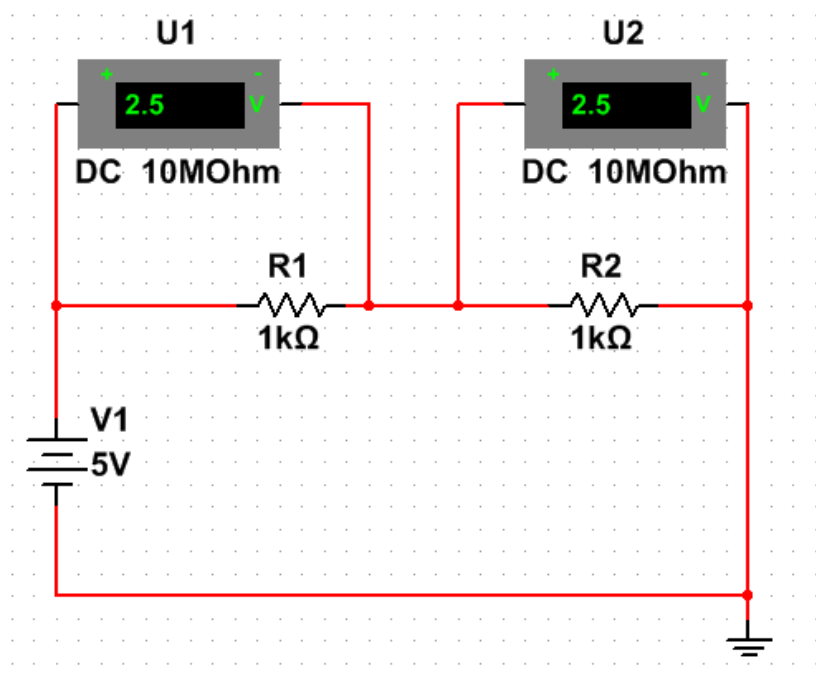 U1
U2
+ -
+ -
2.5 V
2.5 V
DC 10MOhm
DC 10MOhm
R1
R2
1kΩ
1kΩ
V1
5V